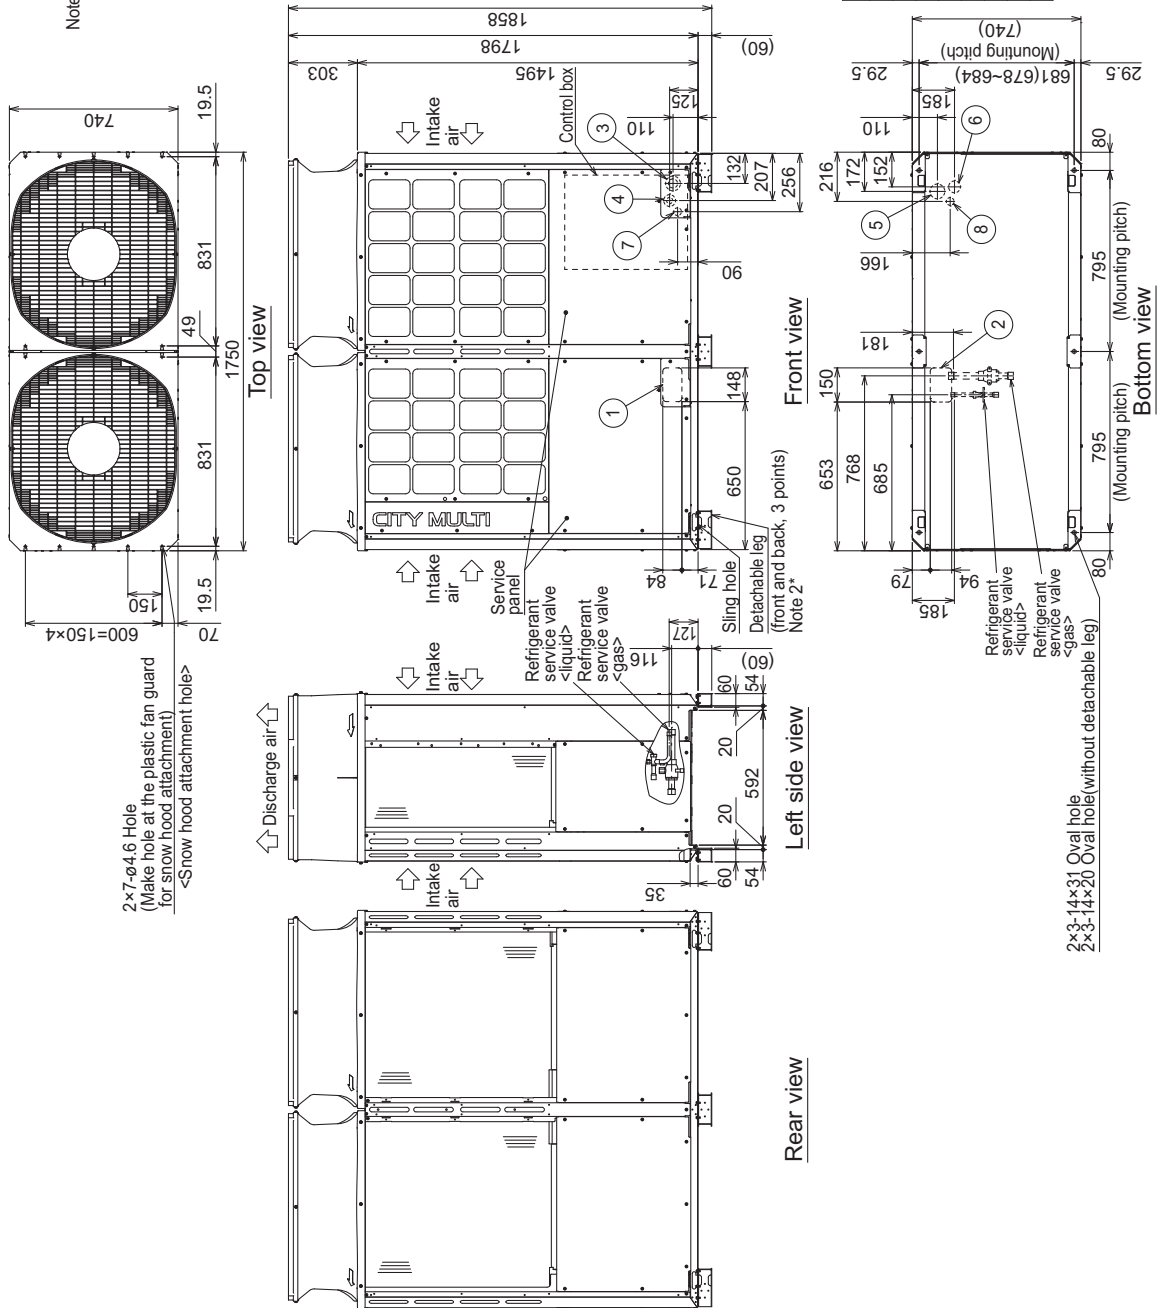 Note
740
19.5
831
49
1750
831
19.5
150
600=150×4
70
Top view
2×7-ø4.6 Hole
(Make hole at the plastic fan guard
for snow hood attachment)
<Snow hood attachment hole>
1858
1798
(60)
303
1495
125
110
Control box
Intake
air
3
4
7
132
207
256
90
Front view
1
148
650
84
71
CITY MULTI
Intake
air
Service
panel
Sling hole
Detachable leg
(front and back, 3 points)
Note 2*
Discharge air
Intake
air
Refrigerant
service valve
<liquid>
Refrigerant
service valve
<gas>
127
116
(60)
60
54
20
592
20
60
54
35
Intake
air
Left side view
Rear view
(740)
(Mounting pitch)
681(678~684)
29.5
29.5
185
110
6
5
8
80
216
172
152
166
795
(Mounting pitch)
2
181
150
653
768
685
795
(Mounting pitch)
80
79
94
185
Refrigerant
service valve
<liquid>
Refrigerant
service valve
<gas>
Bottom view
2×3-14×31 Oval hole
2×3-14×20 Oval hole(without detachable leg)